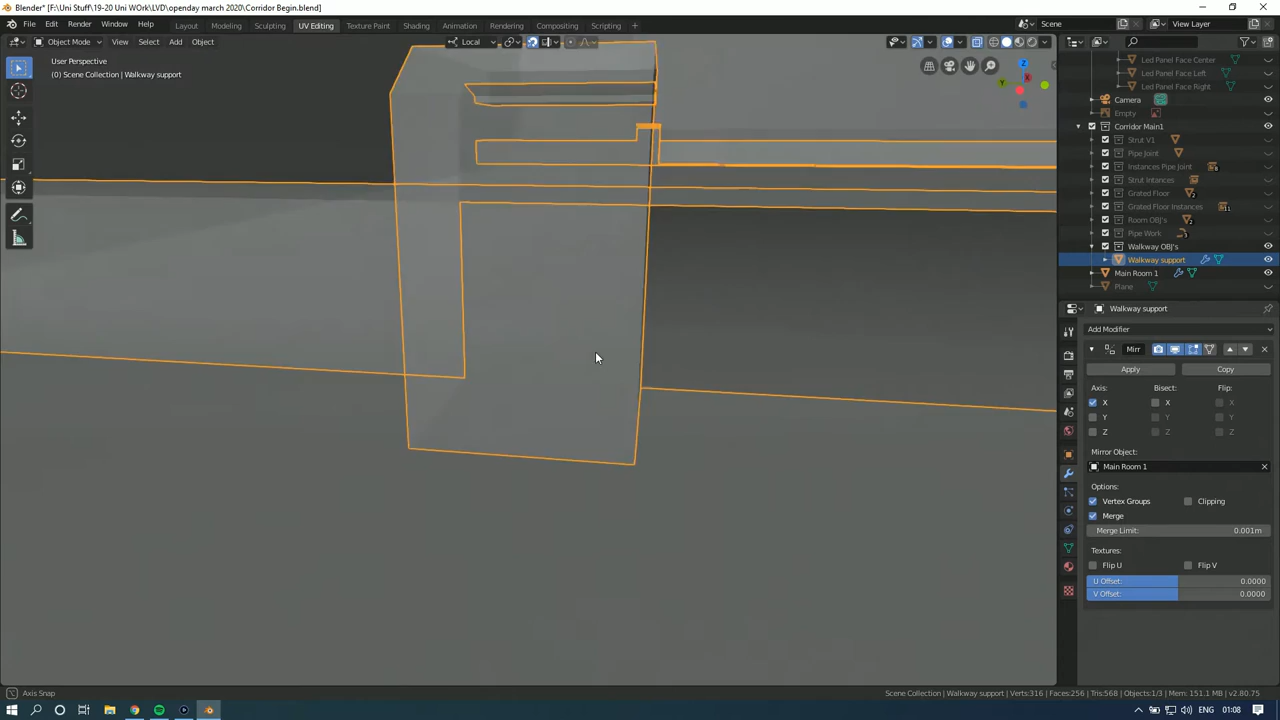 Blender* [F:\Uni Stuff\19-20 Uni WOrk\LVD\openday march 2020\Corridor Begin.blend]
File Edit Render Window Help Layout Modeling Sculpting UV Editing Texture Paint Shading Animation Rendering Compositing Scripting + Scene View Layer
Object Mode View Select Add Object Local
User Perspective
(0) Scene Collection | Walkway support
Z
X
Y
Led Panel Face Center
Led Panel Face Left
Led Panel Face Right
Camera
Empty
Corridor Main1
Strut V1
Pipe Joint
Instances Pipe Joint
Strut Intances
Grated Floor
Grated Floor Instances
Room OBJ's
Pipe Work
Walkway OBJ's
Walkway support
Main Room 1
Plane
Walkway support
Add Modifier
Mirr
Apply Copy
Axis: Bisect: Flip:
X X X
Y Y Y
Z Z Z
Mirror Object:
Main Room 1
Options:
Vertex Groups Clipping
Merge
Merge Limit: 0.001m
Textures:
Flip U Flip V
U Offset: 0.0000
V Offset: 0.0000
Axis Snap Scene Collection | Walkway support | Verts:316 | Faces:256 | Tris:568 | Objects:1/3 | Mem: 151.1 MB | v2.80.75
ENG 01:08